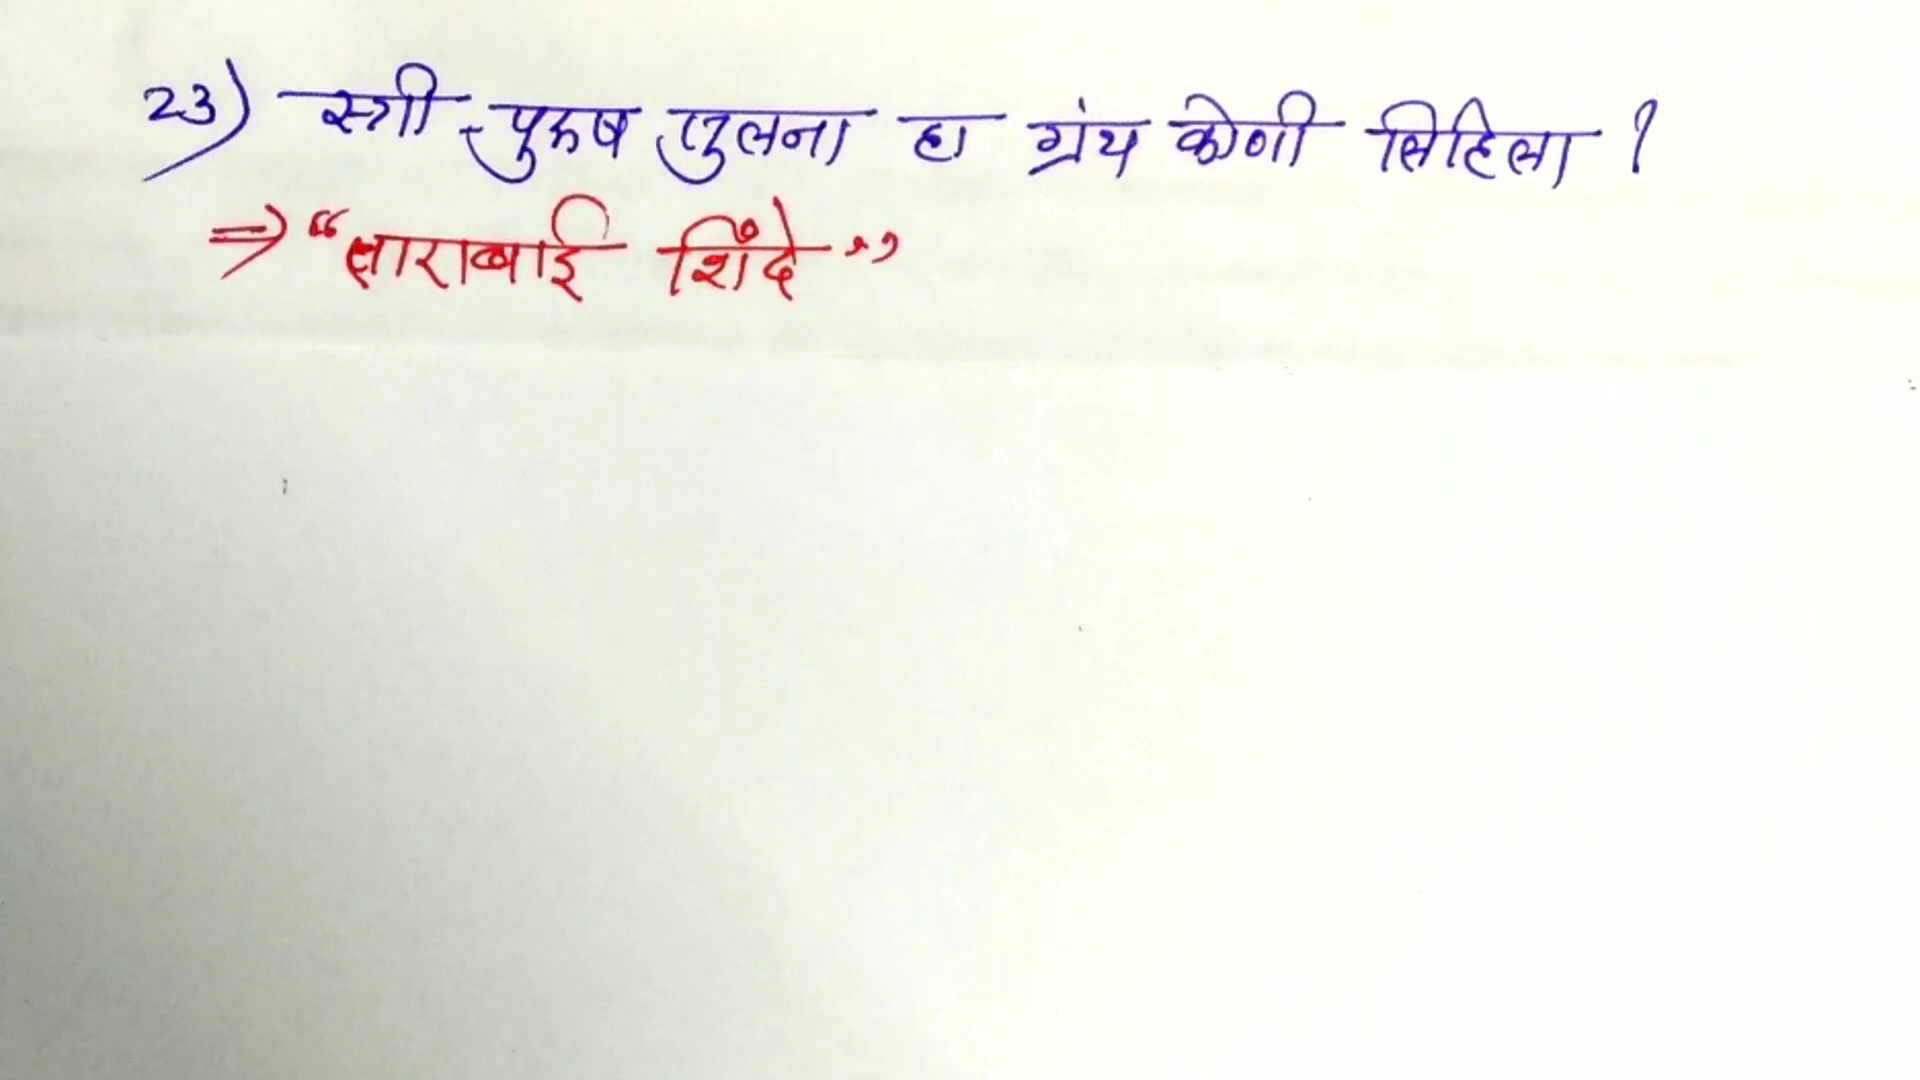 23) स्त्री पुरुष तुलना हा ग्रंथ कोणी लिहिला ?
⇒ “ताराबाई शिंदे”